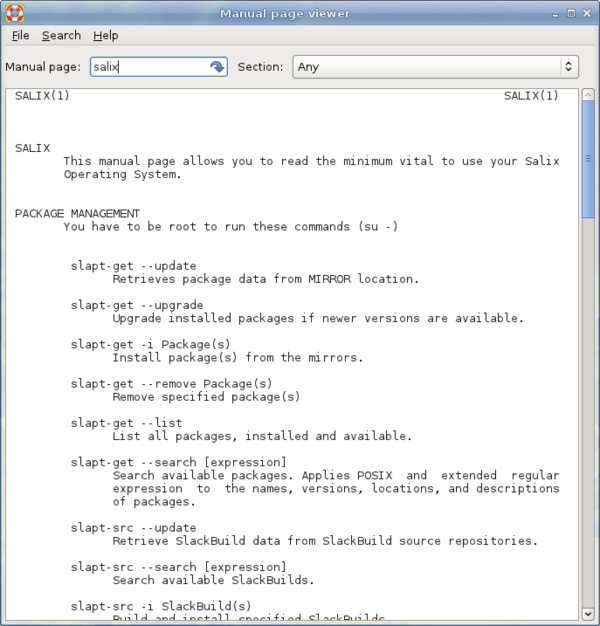 Manual page viewer
File Search Help
Manual page: salix Section: Any
SALIX(1) SALIX(1)
SALIX
This manual page allows you to read the minimum vital to use your Salix
Operating System.
PACKAGE MANAGEMENT
You have to be root to run these commands (su -)
slapt-get --update
Retrieves package data from MIRROR location.
slapt-get --upgrade
Upgrade installed packages if newer versions are available.
slapt-get -i Package(s)
Install package(s) from the mirrors.
slapt-get --remove Package(s)
Remove specified package(s)
slapt-get --list
List all packages, installed and available.
slapt-get --search [expression]
Search available packages. Applies POSIX and extended regular
expression to the names, versions, locations, and descriptions
of packages.
slapt-src --update
Retrieve SlackBuild data from SlackBuild source repositories.
slapt-src --search [expression]
Search available SlackBuilds.
slapt-src -i SlackBuild(s)
Build and install specified SlackBuilds.